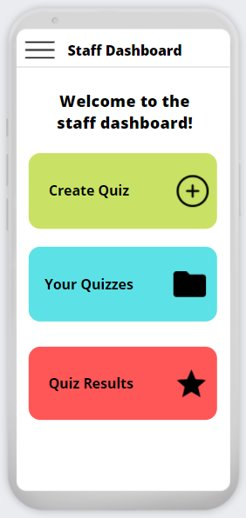 Staff Dashboard
Welcome to the
staff dashboard!
Create Quiz
Your Quizzes
Quiz Results